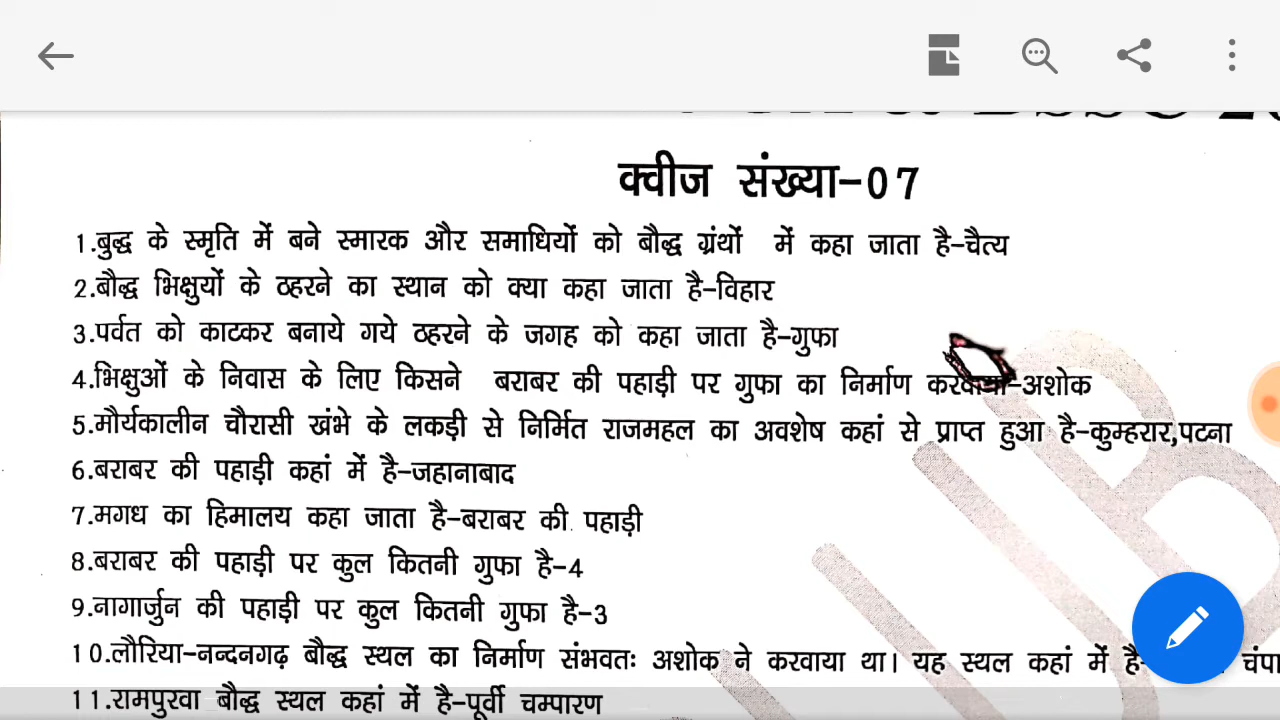 क्वीज संख्या-07
1.बुद्ध के स्मृति में बने स्मारक और समाधियों को बौद्ध ग्रंथों में कहा जाता है-चैत्य
2.बौद्ध भिक्षुयों के ठहरने का स्थान को क्या कहा जाता है-विहार
3.पर्वत को काटकर बनाये गये ठहरने के जगह को कहा जाता है-गुफा
4.भिक्षुओं के निवास के लिए किसने बराबर की पहाड़ी पर गुफा का निर्माण करवाया-अशोक
5.मौर्यकालीन चौरासी खंभे के लकड़ी से निर्मित राजमहल का अवशेष कहां से प्राप्त हुआ है-कुम्हरार,पटना
6.बराबर की पहाड़ी कहां में है-जहानाबाद
7.मगध का हिमालय कहा जाता है-बराबर की पहाड़ी
8.बराबर की पहाड़ी पर कुल कितनी गुफा है-4
9.नागार्जुन की पहाड़ी पर कुल कितनी गुफा है-3
10.लौरिया-नन्दनगढ़ बौद्ध स्थल का निर्माण संभवतः अशोक ने करवाया था। यह स्थल कहां में है-
11.रामपुरवा बौद्ध स्थल कहां में है-पूर्वी चम्पारण